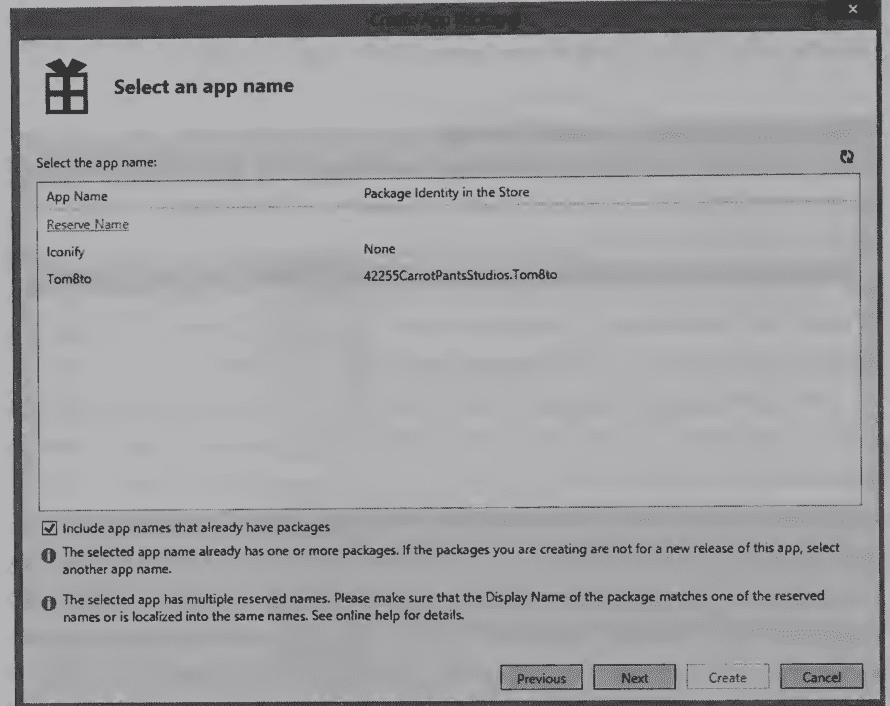 Create App Packages
Select an app name
Select the app name:
App Name Package Identity in the Store
Reserve Name
Iconify None
Tom8to 42255CarrotPantsStudios.Tom8to
Include app names that already have packages
The selected app name already has one or more packages. If the packages you are creating are not for a new release of this app, select
another app name.
The selected app has multiple reserved names. Please make sure that the Display Name of the package matches one of the reserved
names or is localized into the same names. See online help for details.
Previous Next Create Cancel